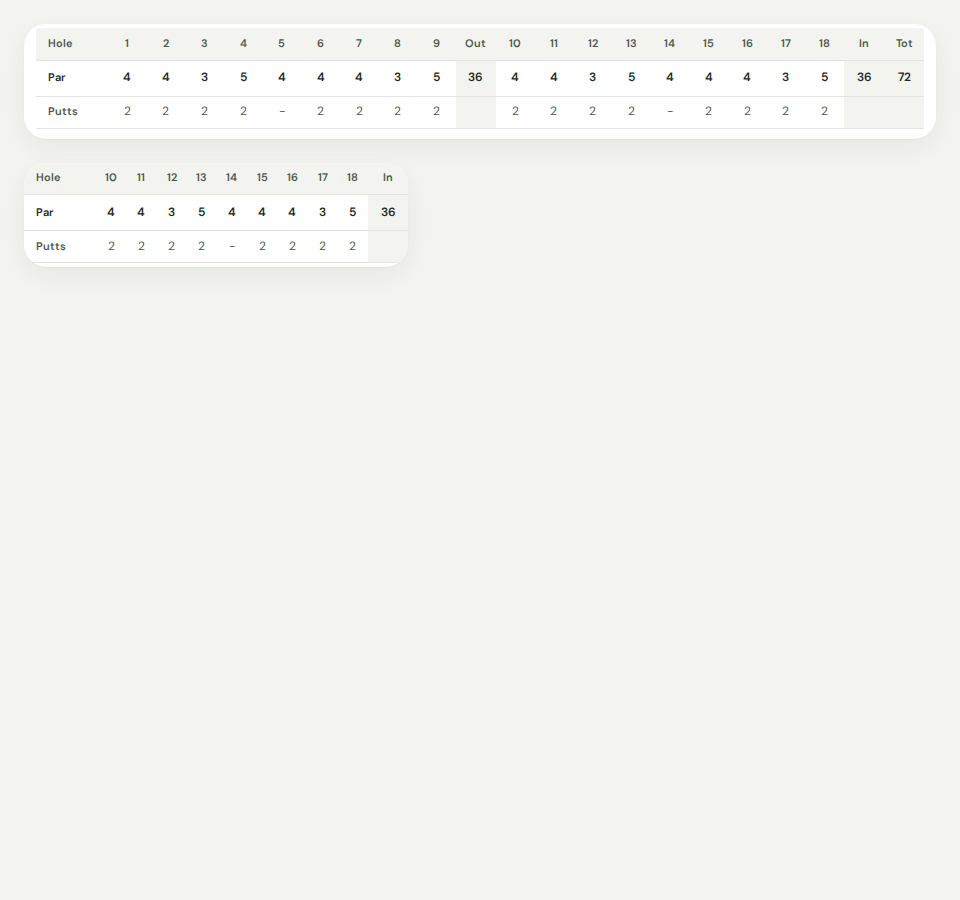 Hole 1 2 3 4 5 6 7 8 9 Out 10 11 12 13 14 15 16 17 18 In Tot
Par 4 4 3 5 4 4 4 3 5 36 4 4 3 5 4 4 4 3 5 36 72
Putts 2 2 2 2 – 2 2 2 2 2 2 2 2 – 2 2 2 2
Hole 10 11 12 13 14 15 16 17 18 In
Par 4 4 3 5 4 4 4 3 5 36
Putts 2 2 2 2 – 2 2 2 2